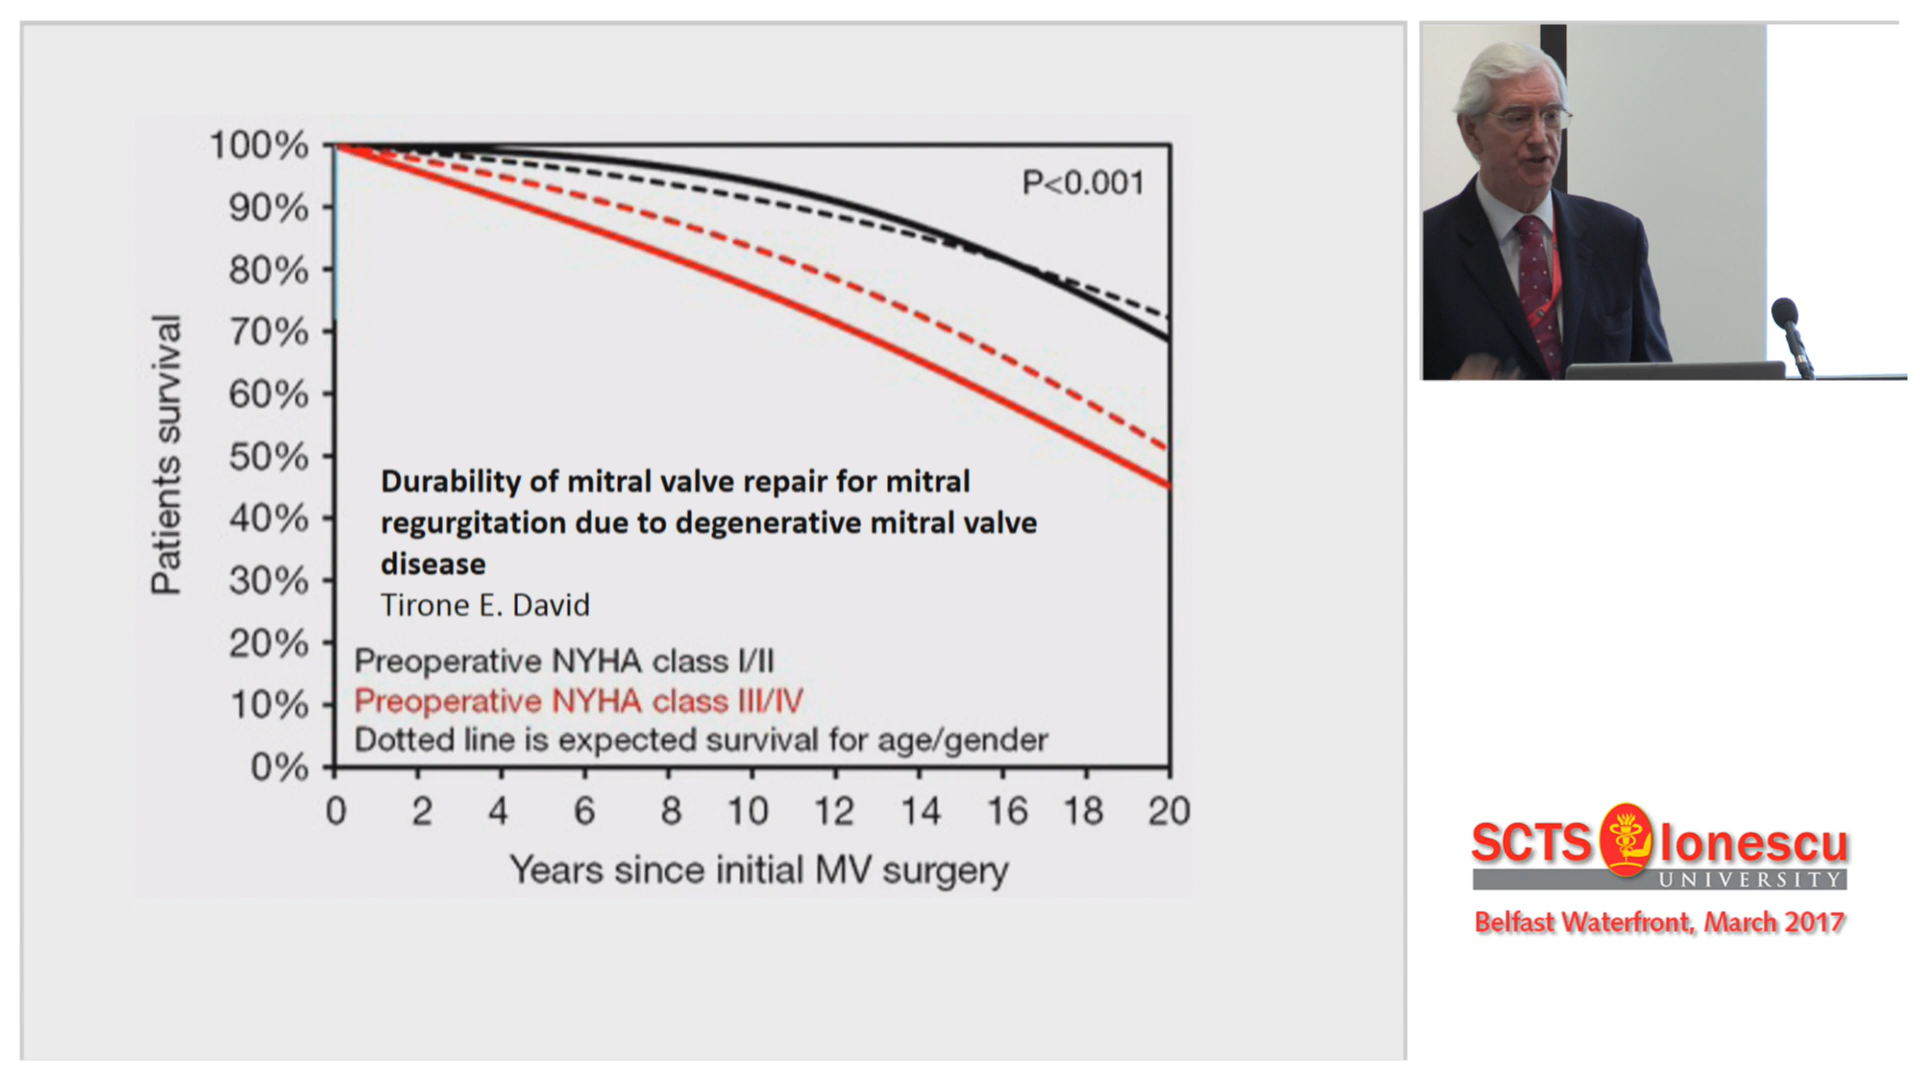 100%
90%
80%
70%
60%
50%
40%
30%
20%
10%
0%
Patients survival
P<0.001
Durability of mitral valve repair for mitral
regurgitation due to degenerative mitral valve
disease
Tirone E. David
Preoperative NYHA class I/II
Preoperative NYHA class III/IV
Dotted line is expected survival for age/gender
0 2 4 6 8 10 12 14 16 18 20
Years since initial MV surgery
SCTS Ionescu
UNIVERSITY
Belfast Waterfront, March 2017